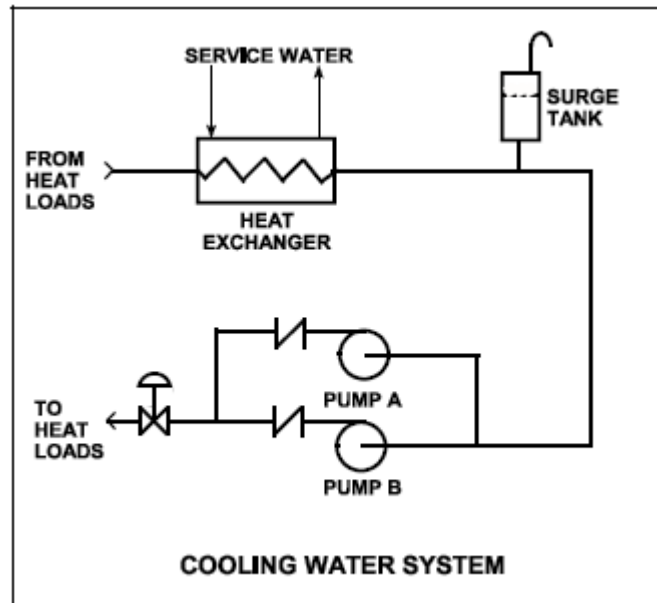 SERVICE WATER
SURGE
TANK
FROM
HEAT
LOADS
HEAT
EXCHANGER
PUMP A
TO
HEAT
LOADS
PUMP B
COOLING WATER SYSTEM